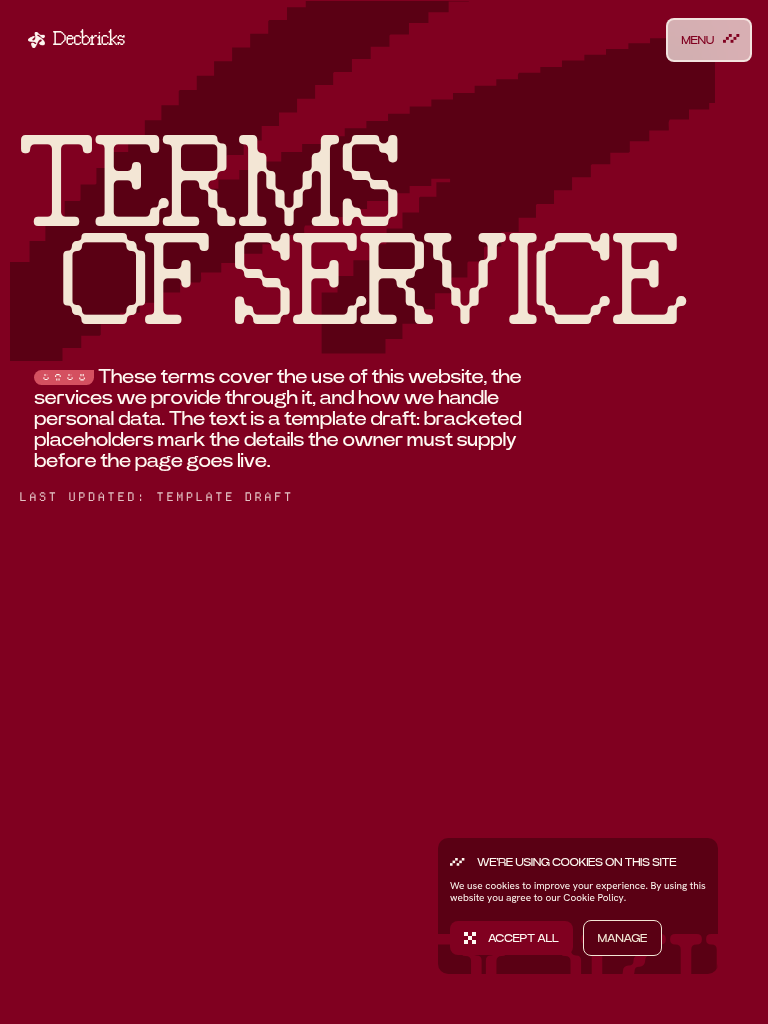 Decbricks
MENU
TERMS
OF SERVICE
These terms cover the use of this website, the
services we provide through it, and how we handle
personal data. The text is a template draft: bracketed
placeholders mark the details the owner must supply
before the page goes live.
LAST UPDATED: TEMPLATE DRAFT
WE'RE USING COOKIES ON THIS SITE
We use cookies to improve your experience. By using this
website you agree to our Cookie Policy.
ACCEPT ALL
MANAGE